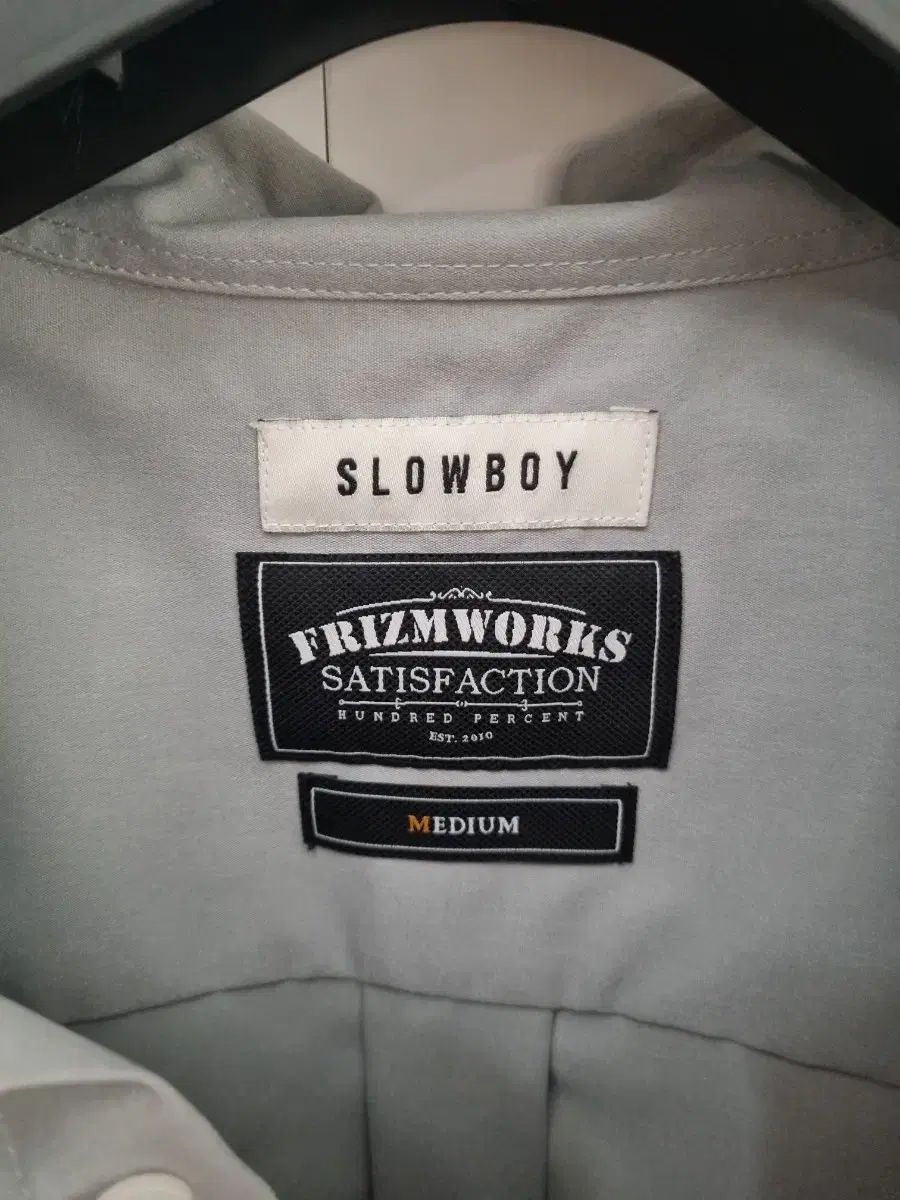 SLOWBOY
FRIZMWORKS
SATISFACTION
HUNDRED PERCENT
EST. 2010
MEDIUM